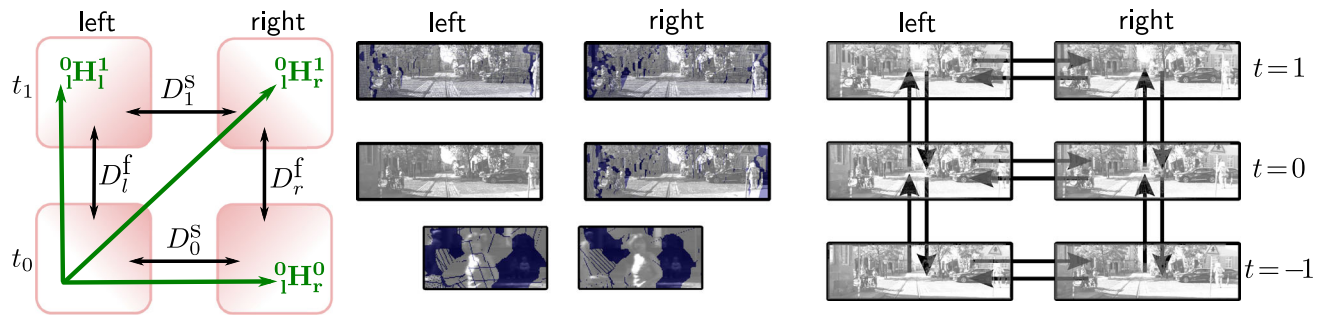 left right left right left right
t₁ ⁰ₗH¹ₗ D₁ˢ ⁰ₗH¹ᵣ t=1
Dₗᶠ Dᵣᶠ t=0
t₀ D₀ˢ ⁰ₗH⁰ᵣ t=−1